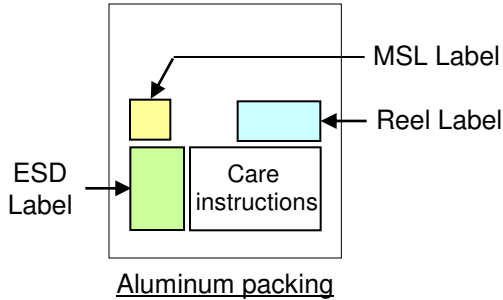 MSL Label
Reel Label
ESD
Label
Care
instructions
Aluminum packing